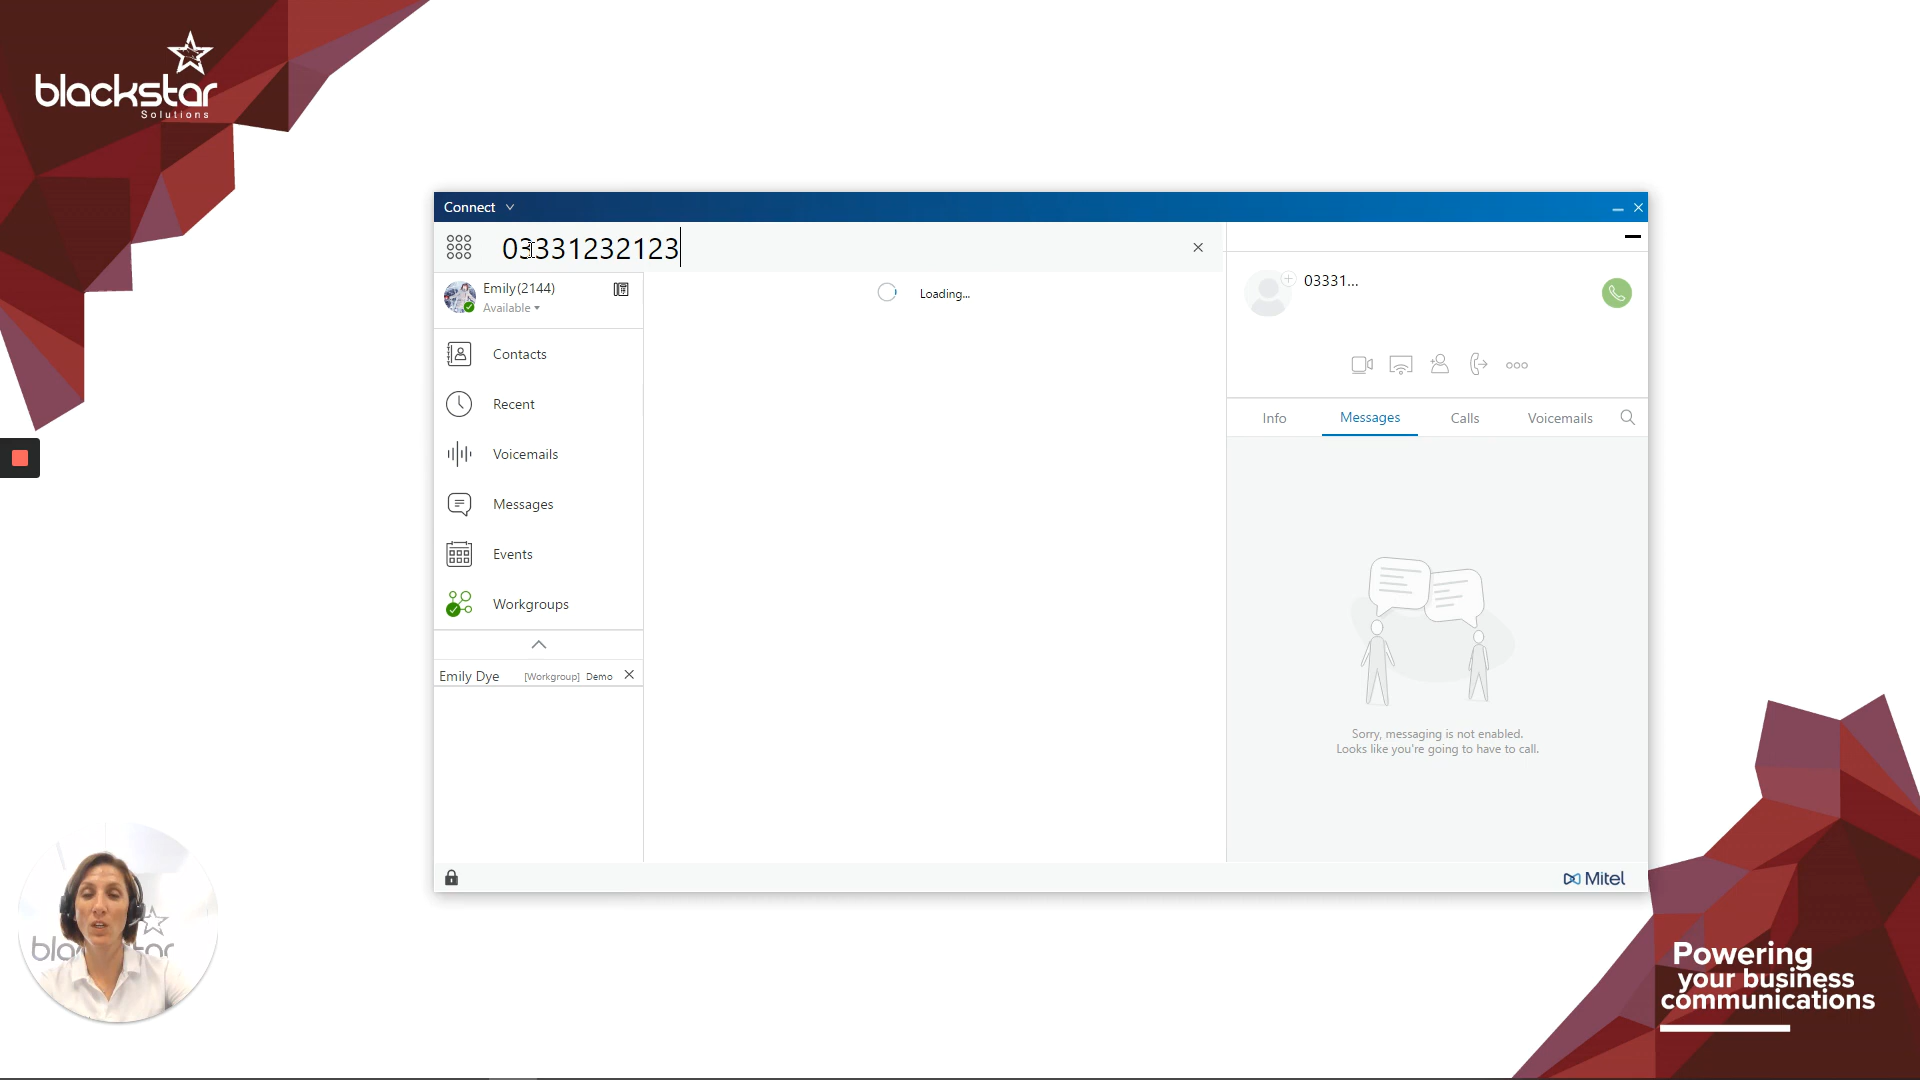 blackstar
Solutions
Connect
03331232123
Emily(2144)
Available
Contacts
Recent
Voicemails
Messages
Events
Workgroups
Emily Dye [Workgroup] Demo
Loading...
03331...
Info Messages Calls Voicemails
Sorry, messaging is not enabled.
Looks like you're going to have to call.
Mitel
Powering
your business
communications